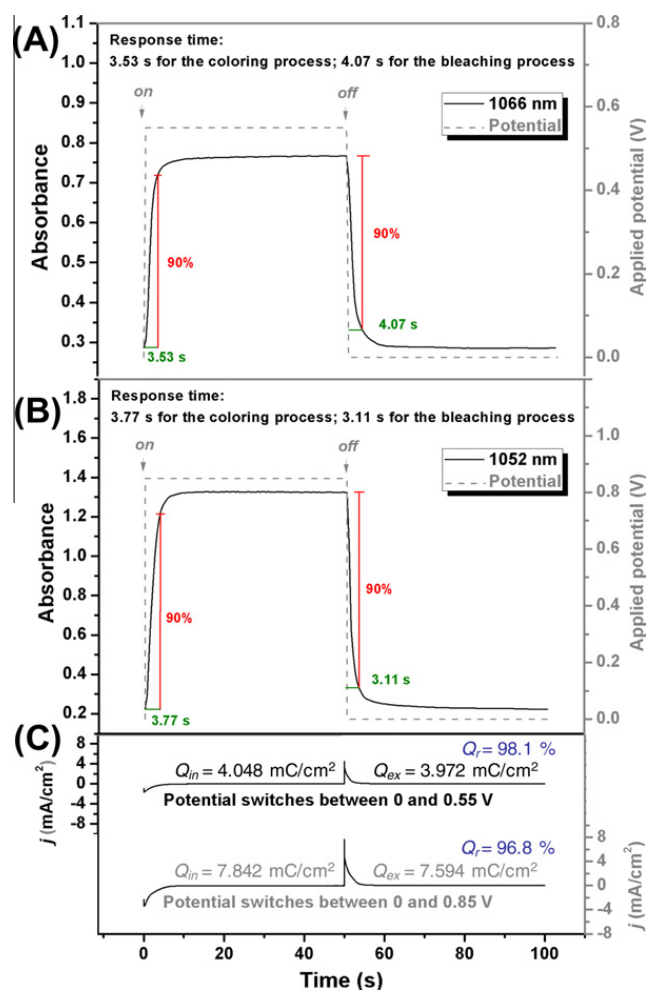 (A)
Response time:
3.53 s for the coloring process; 4.07 s for the bleaching process
on
off
1066 nm
Potential
90%
90%
3.53 s
4.07 s
1.1
1.0
0.9
0.8
0.7
0.6
0.5
0.4
0.3
Absorbance
0.8
0.6
0.4
0.2
0.0
Applied potential (V)
(B)
Response time:
3.77 s for the coloring process; 3.11 s for the bleaching process
on
off
1052 nm
Potential
90%
90%
3.77 s
3.11 s
1.8
1.6
1.4
1.2
1.0
0.8
0.6
0.4
0.2
Absorbance
1.0
0.8
0.6
0.4
0.2
0.0
Applied potential (V)
(C)
8
4
0
-4
-8
j (mA/cm²)
Qr = 98.1 %
Qin = 4.048 mC/cm² Qex = 3.972 mC/cm²
Potential switches between 0 and 0.55 V
Qr = 96.8 %
Qin = 7.842 mC/cm² Qex = 7.594 mC/cm²
Potential switches between 0 and 0.85 V
8
4
0
-4
-8
j (mA/cm²)
0 20 40 60 80 100
Time (s)